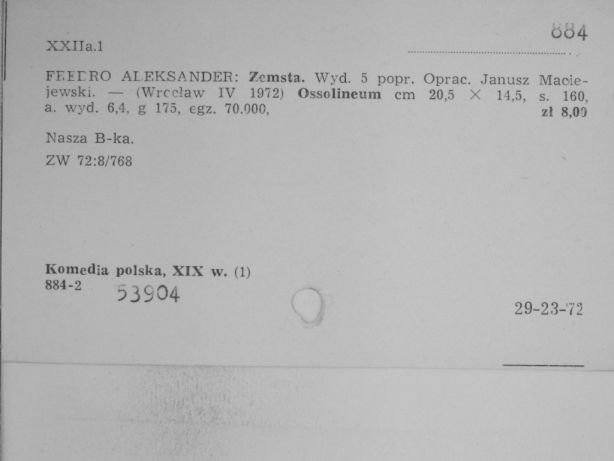 884
XXIIa.1
FREDRO ALEKSANDER: Zemsta. Wyd. 5 popr. Oprac. Janusz Macie-
jewski. — (Wrocław IV 1972) Ossolineum cm 20,5 × 14,5, s. 160,
a. wyd. 6,4, g 175, egz. 70.000, zł 8,00
Nasza B-ka.
ZW 72:8/768
Komedia polska, XIX w. (1)
884-2 53904
29-23-72